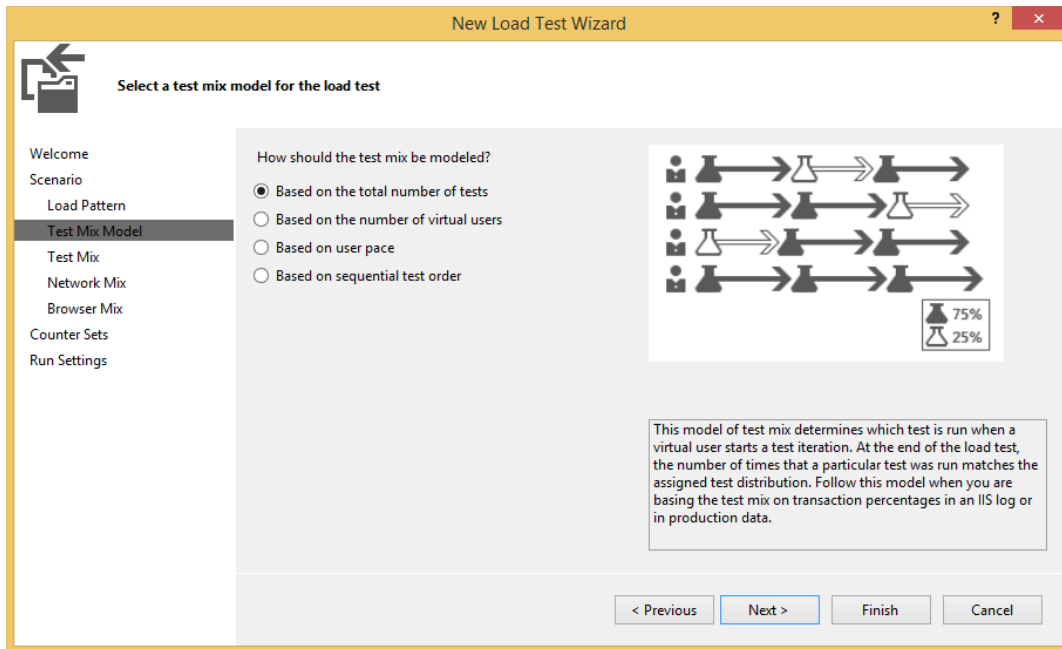 New Load Test Wizard
?
Select a test mix model for the load test
Welcome
Scenario
Load Pattern
Test Mix Model
Test Mix
Network Mix
Browser Mix
Counter Sets
Run Settings
How should the test mix be modeled?
Based on the total number of tests
Based on the number of virtual users
Based on user pace
Based on sequential test order
75%
25%
This model of test mix determines which test is run when a
virtual user starts a test iteration. At the end of the load test,
the number of times that a particular test was run matches the
assigned test distribution. Follow this model when you are
basing the test mix on transaction percentages in an IIS log or
in production data.
< Previous
Next >
Finish
Cancel